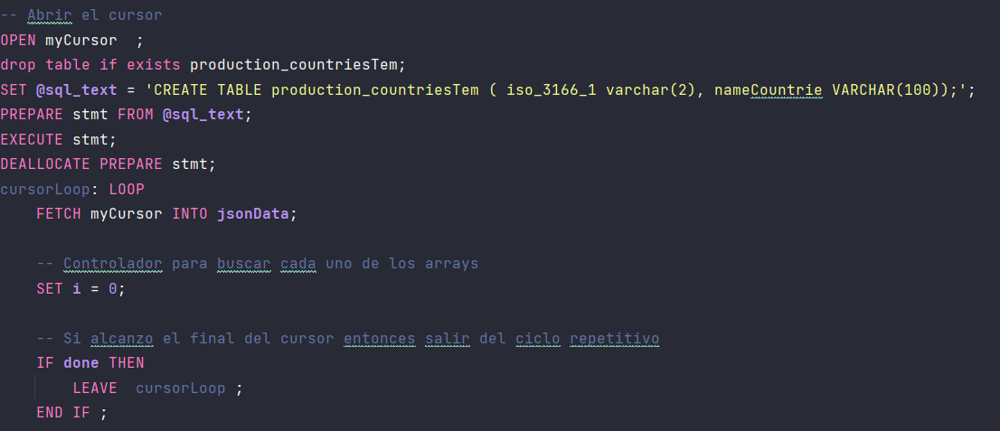 -- Abrir el cursor
OPEN myCursor  ;
drop table if exists production_countriesTem;
SET @sql_text = 'CREATE TABLE production_countriesTem ( iso_3166_1 varchar(2), nameCountrie VARCHAR(100));';
PREPARE stmt FROM @sql_text;
EXECUTE stmt;
DEALLOCATE PREPARE stmt;
cursorLoop: LOOP
    FETCH myCursor INTO jsonData;
    -- Controlador para buscar cada uno de los arrays
    SET i = 0;
    -- Si alcanzo el final del cursor entonces salir del ciclo repetitivo
    IF done THEN
        LEAVE  cursorLoop ;
    END IF ;